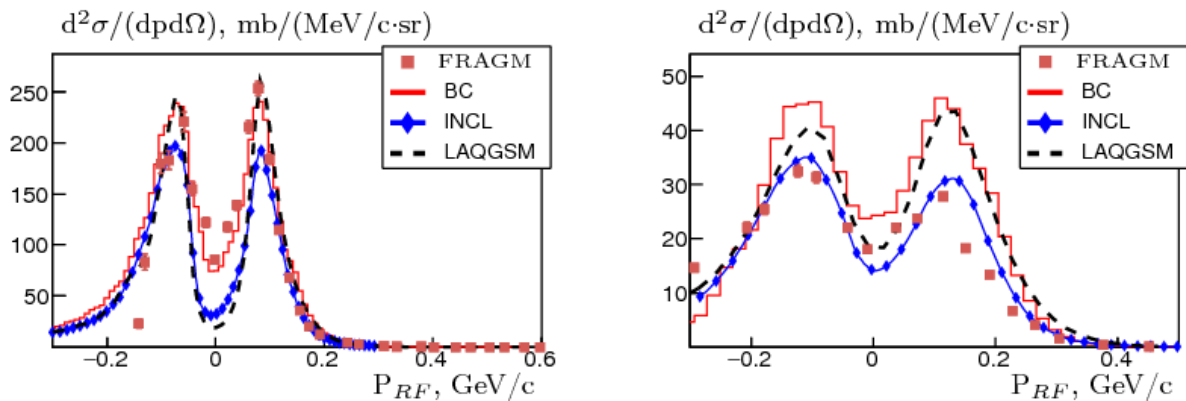 d²σ/(dpdΩ), mb/(MeV/c·sr)
FRAGM
BC
INCL
LAQGSM
250
200
150
100
50
−0.2 0 0.2 0.4 0.6
P_RF, GeV/c
d²σ/(dpdΩ), mb/(MeV/c·sr)
FRAGM
BC
INCL
LAQGSM
50
40
30
20
10
−0.2 0 0.2 0.4
P_RF, GeV/c